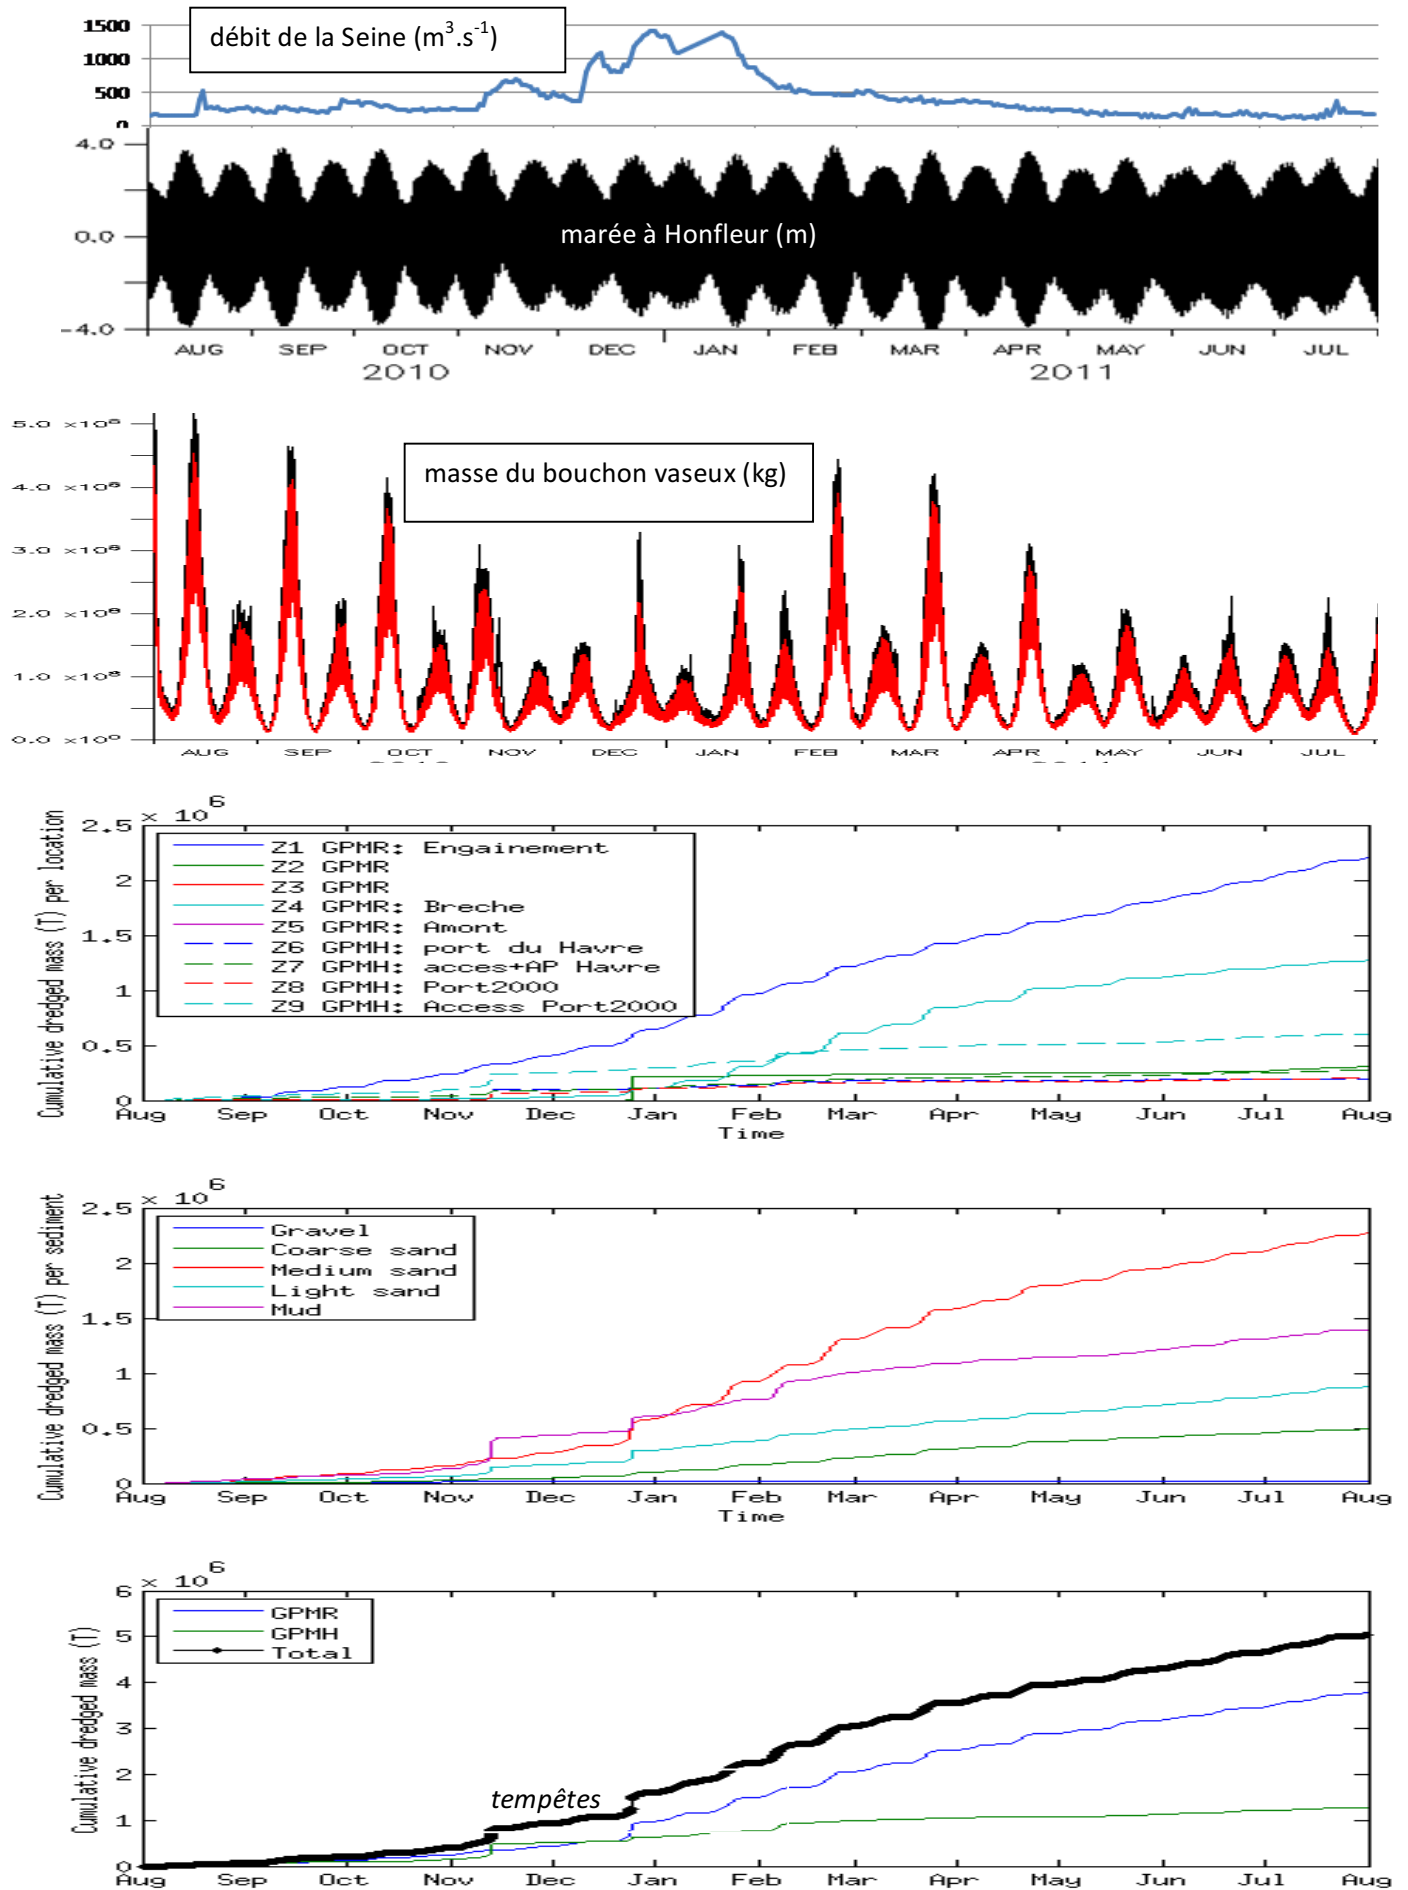 débit de la Seine (m³.s⁻¹)
1500
1000
500
0
4.0
0.0
-4.0
marée à Honfleur (m)
AUG SEP OCT NOV DEC JAN FEB MAR APR MAY JUN JUL
2010 2011
masse du bouchon vaseux (kg)
5.0 ×10⁸
4.0 ×10⁸
3.0 ×10⁸
2.0 ×10⁸
1.0 ×10⁸
0.0 ×10⁰
AUG SEP OCT NOV DEC JAN FEB MAR APR MAY JUN JUL
× 10⁶
Cumulative dredged mass (T) per location
2.5
2
1.5
1
0.5
0
Z1 GPMR: Engainement
Z2 GPMR
Z3 GPMR
Z4 GPMR: Breche
Z5 GPMR: Amont
Z6 GPMH: port du Havre
Z7 GPMH: acces+AP Havre
Z8 GPMH: Port2000
Z9 GPMH: Access Port2000
Aug Sep Oct Nov Dec Jan Feb Mar Apr May Jun Jul Aug
Time
× 10⁶
Cumulative dredged mass (T) per sediment
2.5
2
1.5
1
0.5
0
Gravel
Coarse sand
Medium sand
Light sand
Mud
Aug Sep Oct Nov Dec Jan Feb Mar Apr May Jun Jul Aug
Time
× 10⁶
Cumulative dredged mass (T)
6
5
4
3
2
1
0
GPMR
GPMH
Total
tempêtes
Aug Sep Oct Nov Dec Jan Feb Mar Apr May Jun Jul Aug